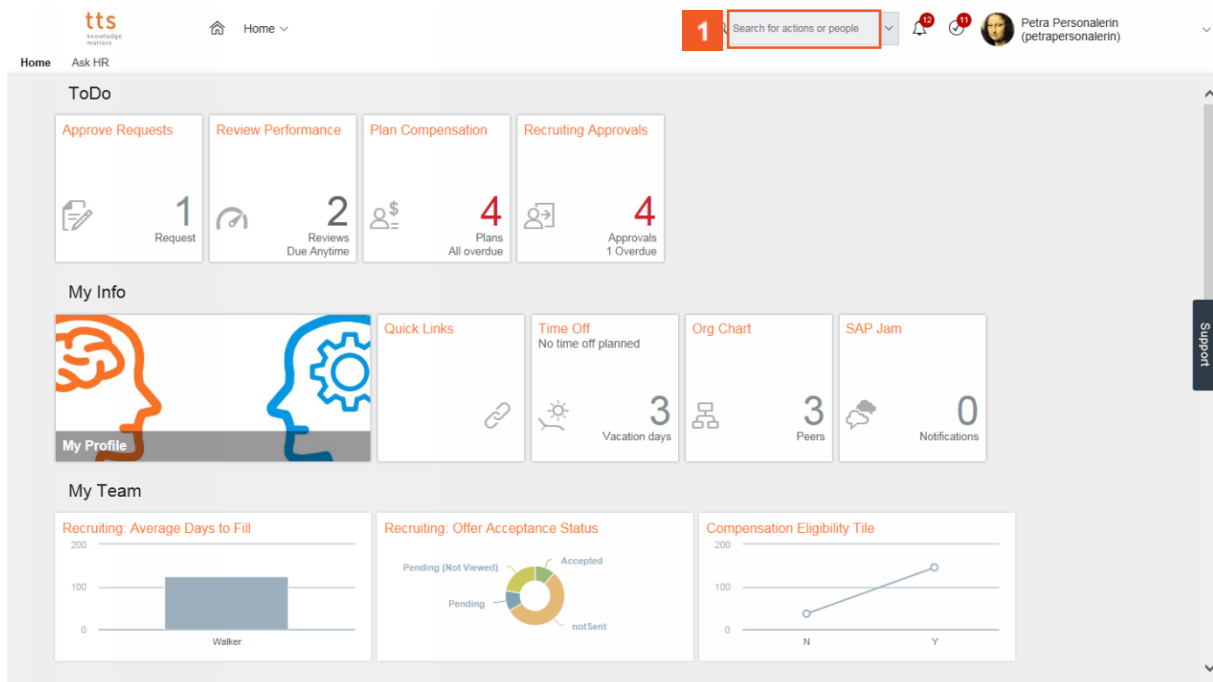 tts
knowledge
matters.
Home
1
Search for actions or people
12
11
Petra Personalerin
(petrapersonalerin)
Home
Ask HR
ToDo
Approve Requests
1
Request
Review Performance
2
Reviews
Due Anytime
Plan Compensation
$
4
Plans
All overdue
Recruiting Approvals
4
Approvals
1 Overdue
Support
My Info
My Profile
Quick Links
Time Off
No time off planned
3
Vacation days
Org Chart
3
Peers
SAP Jam
0
Notifications
My Team
Recruiting: Average Days to Fill
200
100
0
Walker
Recruiting: Offer Acceptance Status
Pending (Not Viewed)
Accepted
Pending
notSent
Compensation Eligibility Tile
200
100
0
N
Y